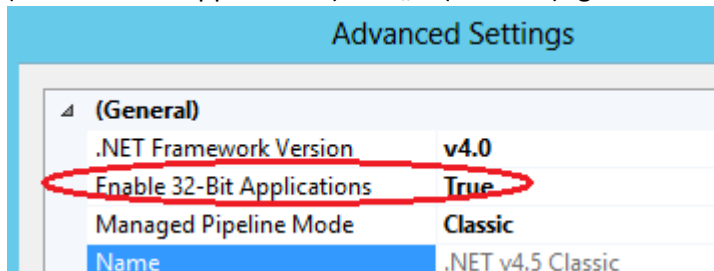 Advanced Settings
(General)
.NET Framework Version v4.0
Enable 32-Bit Applications True
Managed Pipeline Mode Classic
Name .NET v4.5 Classic